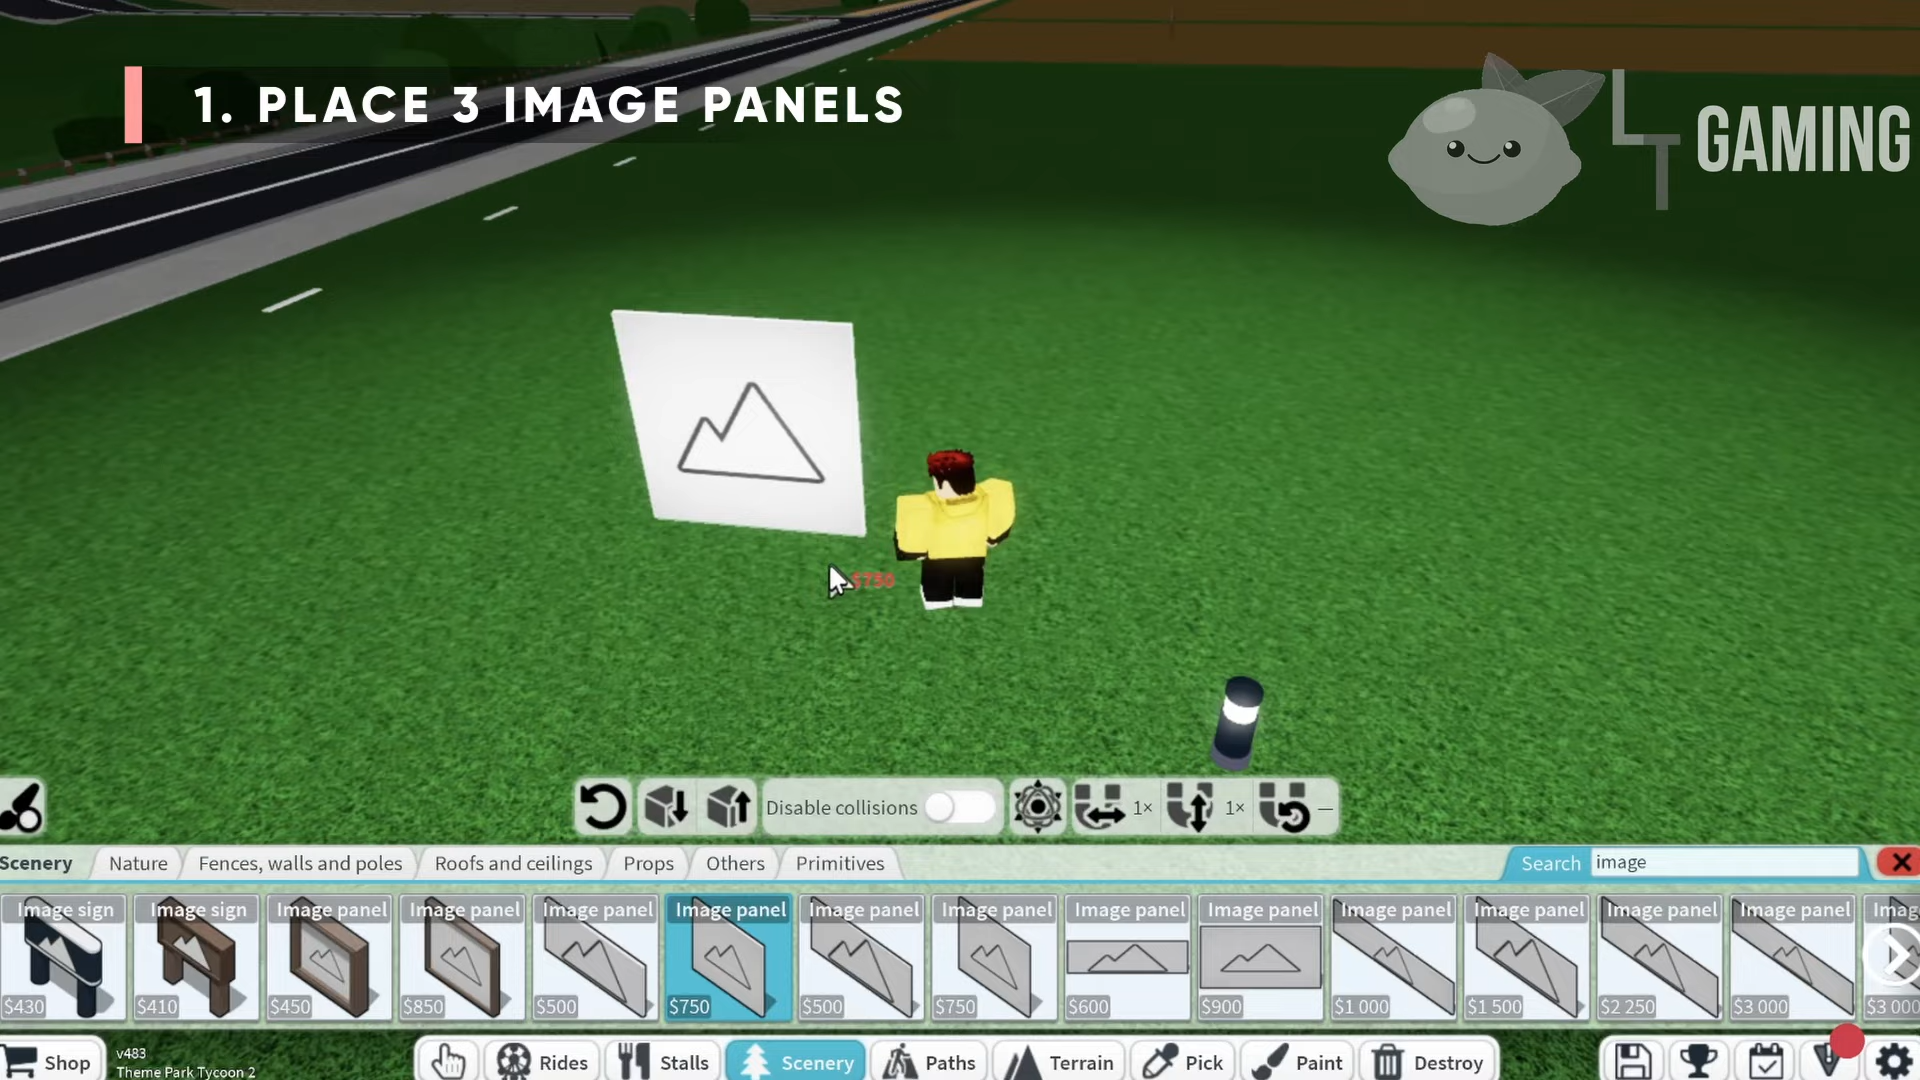 1. PLACE 3 IMAGE PANELS
LT GAMING
$750
Disable collisions
1×
1×
—
Scenery
Nature
Fences, walls and poles
Roofs and ceilings
Props
Others
Primitives
Search
image
Image sign
Image sign
Image panel
Image panel
Image panel
Image panel
Image panel
Image panel
Image panel
Image panel
Image panel
Image panel
Image panel
Image panel
Imag
$430
$410
$450
$850
$500
$750
$500
$750
$600
$900
$1 000
$1 500
$2 250
$3 000
$3 000
Shop
v483
Theme Park Tycoon 2
Rides
Stalls
Scenery
Paths
Terrain
Pick
Paint
Destroy